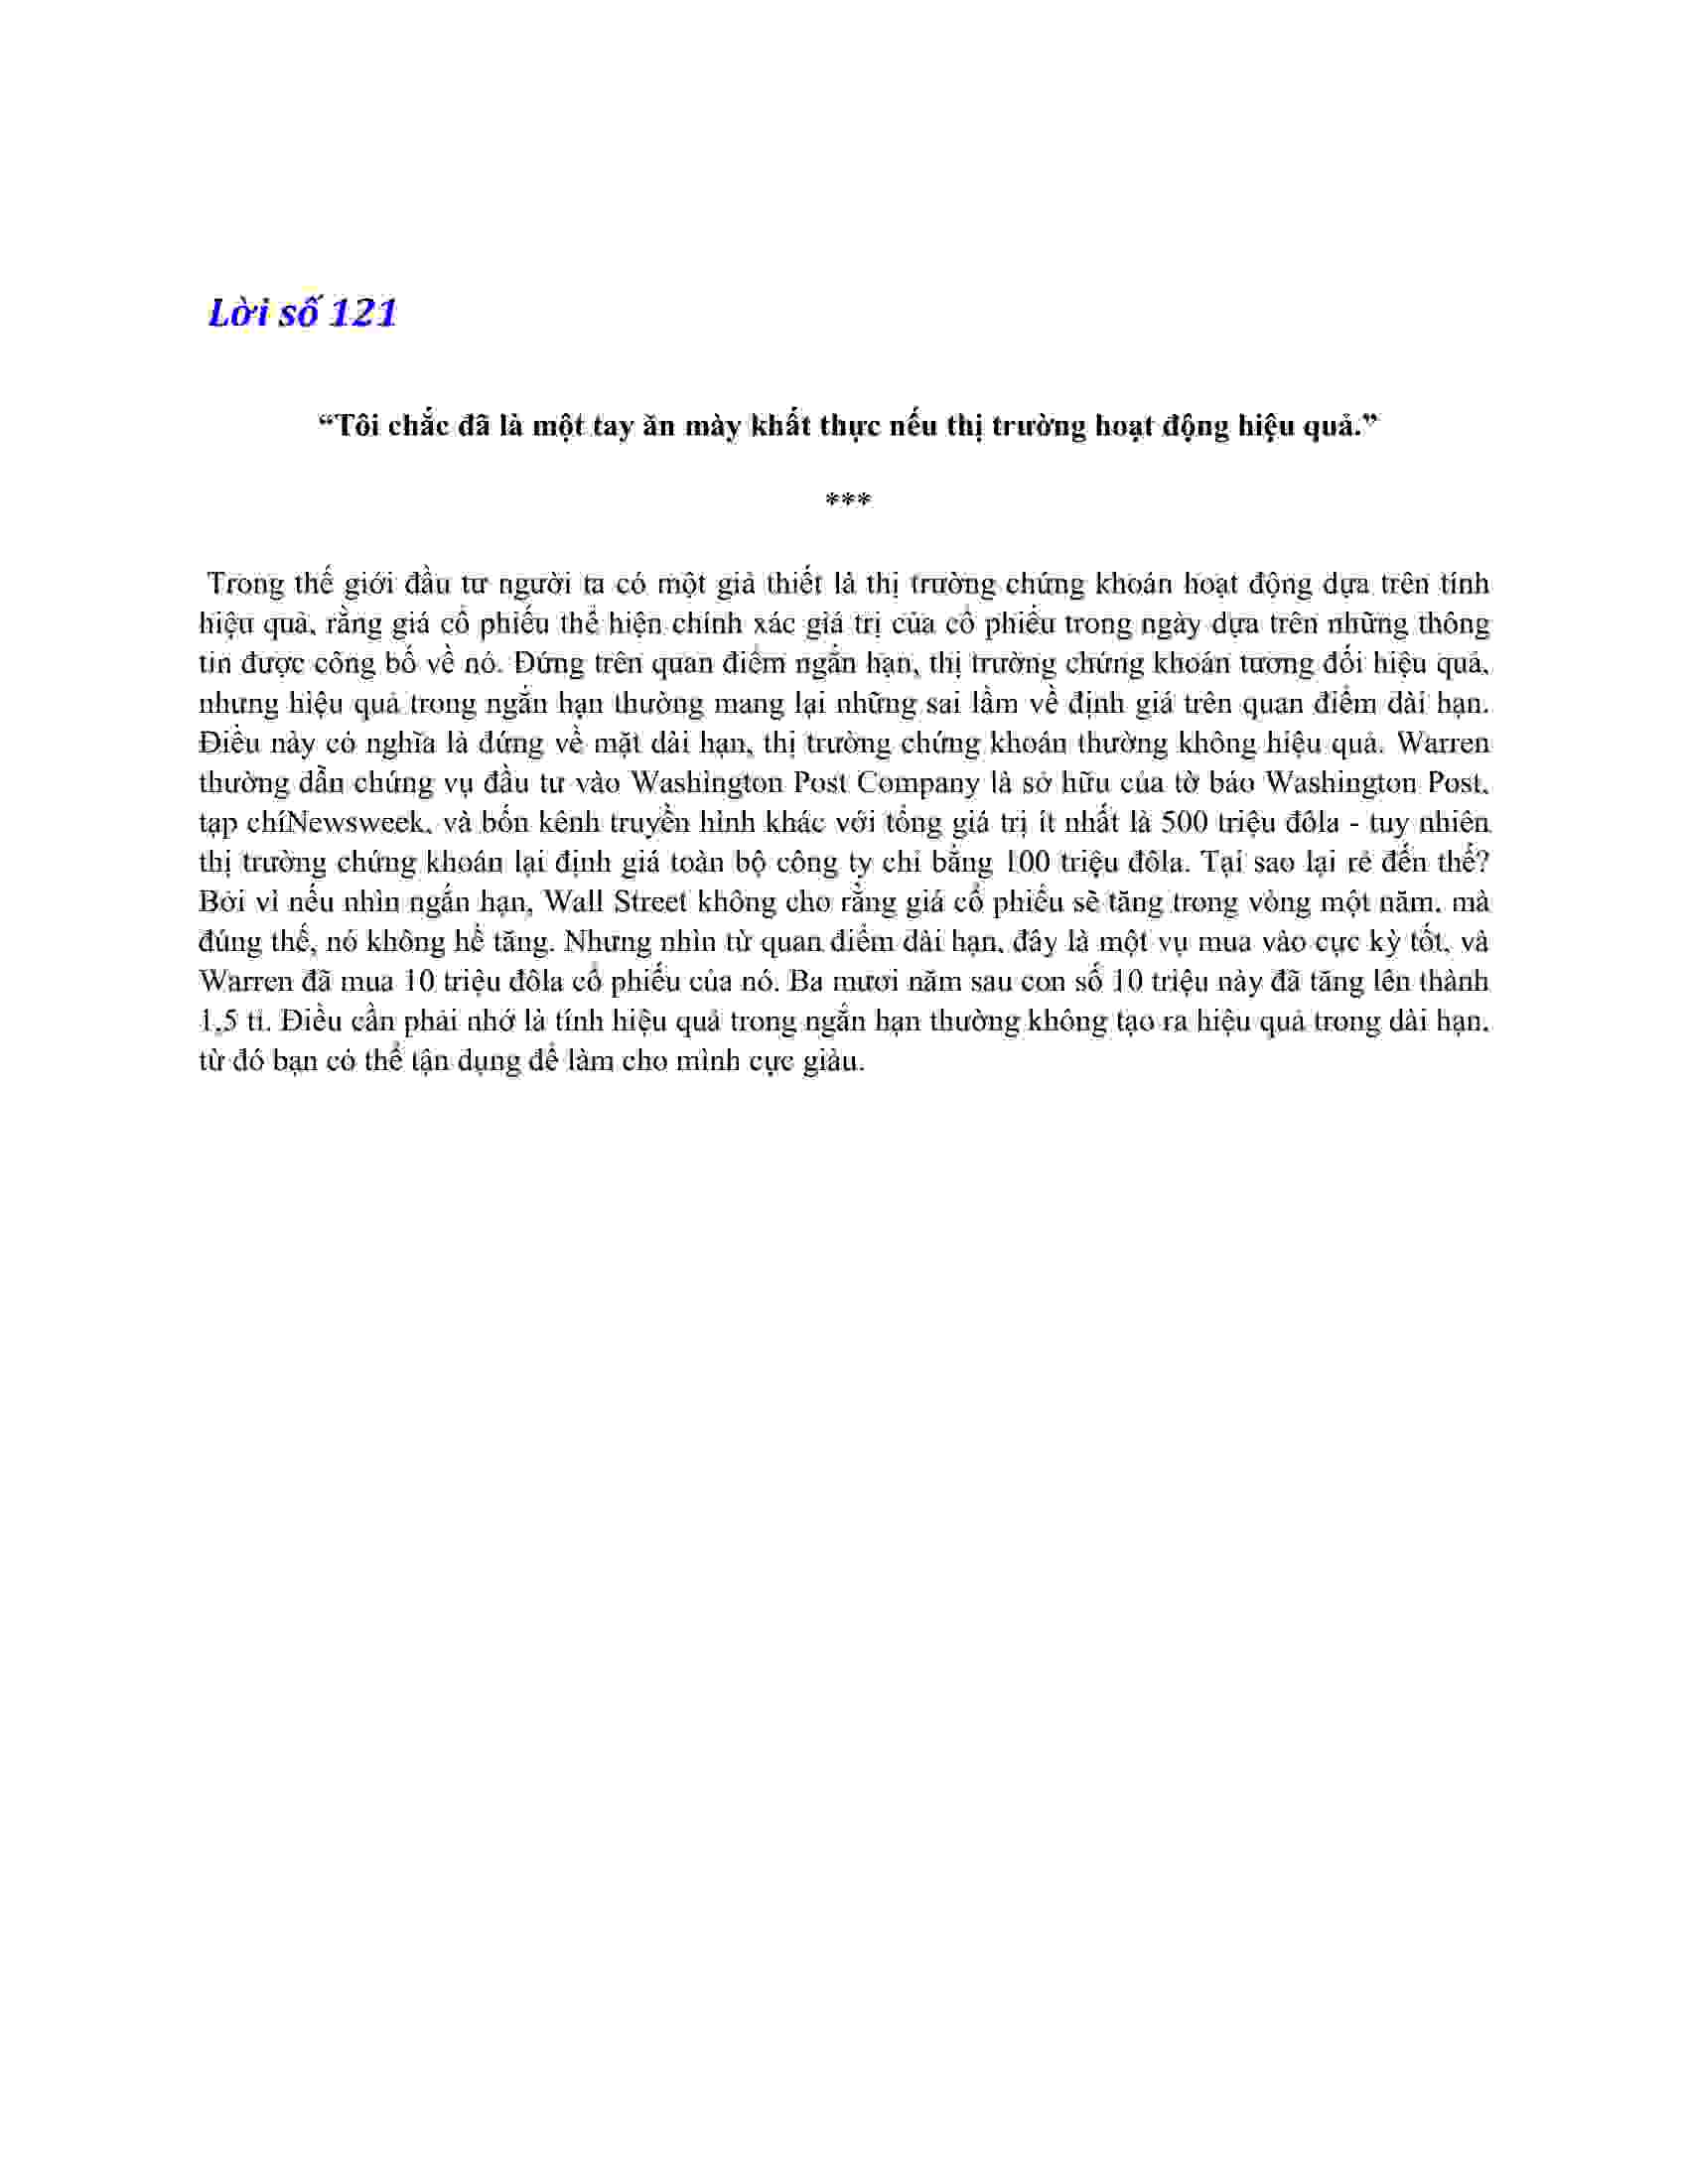 Lời số 121
“Tôi chắc đã là một tay ăn mày khất thực nếu thị trường hoạt động hiệu quả.”
***
Trong thế giới đầu tư người ta có một giả thiết là thị trường chứng khoán hoạt động dựa trên tính
hiệu quả, rằng giá cổ phiếu thể hiện chính xác giá trị của cổ phiếu trong ngày dựa trên những thông
tin được công bố về nó. Đứng trên quan điểm ngắn hạn, thị trường chứng khoán tương đối hiệu quả,
nhưng hiệu quả trong ngắn hạn thường mang lại những sai lầm về định giá trên quan điểm dài hạn.
Điều này có nghĩa là đứng về mặt dài hạn, thị trường chứng khoán thường không hiệu quả. Warren
thường dẫn chứng vụ đầu tư vào Washington Post Company là sở hữu của tờ báo Washington Post,
tạp chíNewsweek, và bốn kênh truyền hình khác với tổng giá trị ít nhất là 500 triệu đôla - tuy nhiên
thị trường chứng khoán lại định giá toàn bộ công ty chỉ bằng 100 triệu đôla. Tại sao lại rẻ đến thế?
Bởi vì nếu nhìn ngắn hạn, Wall Street không cho rằng giá cổ phiếu sẽ tăng trong vòng một năm, mà
đúng thế, nó không hề tăng. Nhưng nhìn từ quan điểm dài hạn, đây là một vụ mua vào cực kỳ tốt, và
Warren đã mua 10 triệu đôla cổ phiếu của nó. Ba mươi năm sau con số 10 triệu này đã tăng lên thành
1,5 tỉ. Điều cần phải nhớ là tính hiệu quả trong ngắn hạn thường không tạo ra hiệu quả trong dài hạn,
từ đó bạn có thể tận dụng để làm cho mình cực giàu.